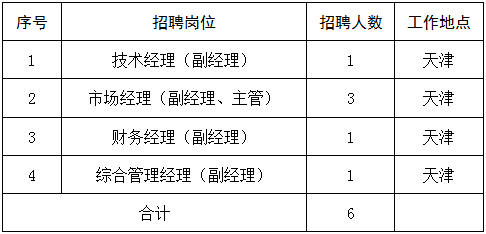 序号 招聘岗位 招聘人数 工作地点
1 技术经理（副经理） 1 天津
2 市场经理（副经理、主管） 3 天津
3 财务经理（副经理） 1 天津
4 综合管理经理（副经理） 1 天津
合计 6